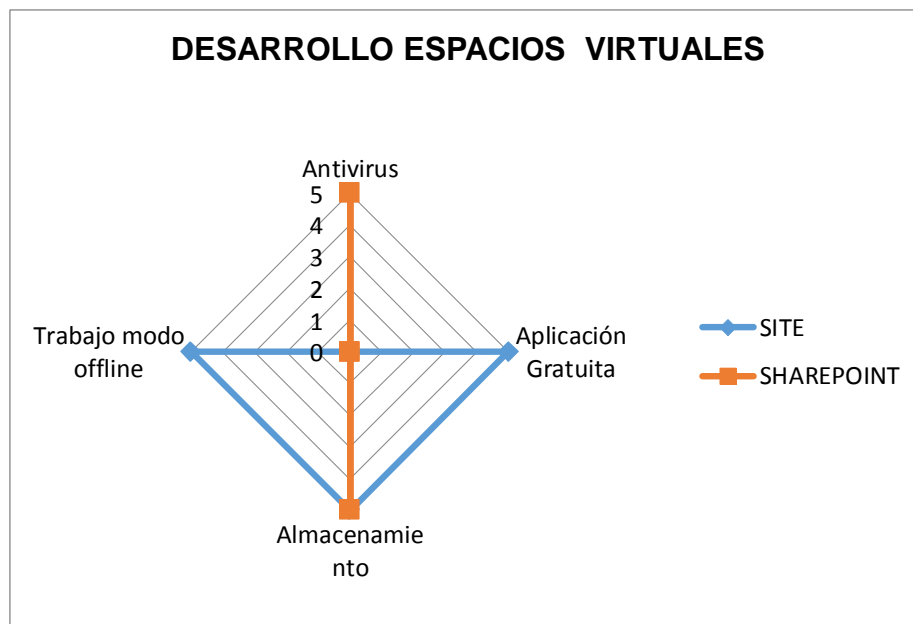 DESARROLLO ESPACIOS  VIRTUALES
Antivirus
5
4
3
2
1
0
Trabajo modo
offline
Aplicación
Gratuita
Almacenamie
nto
SITE
SHAREPOINT